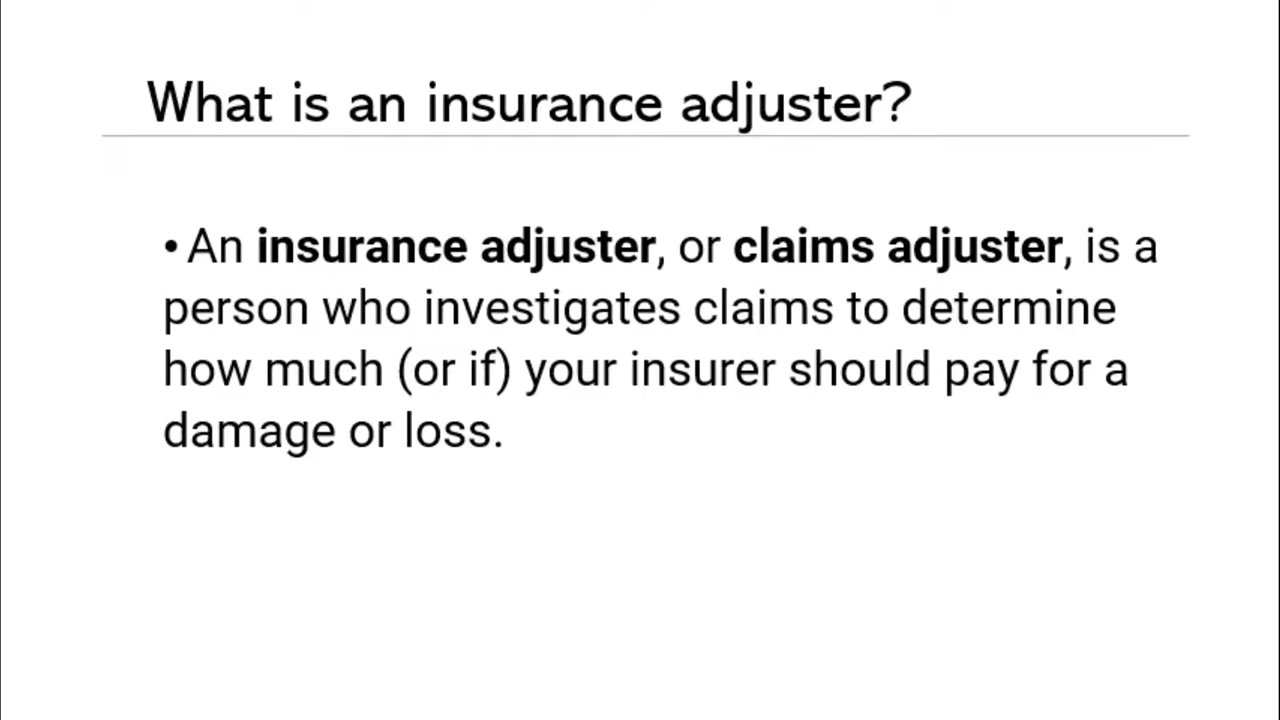 What is an insurance adjuster?
• An insurance adjuster, or claims adjuster, is a
person who investigates claims to determine
how much (or if) your insurer should pay for a
damage or loss.